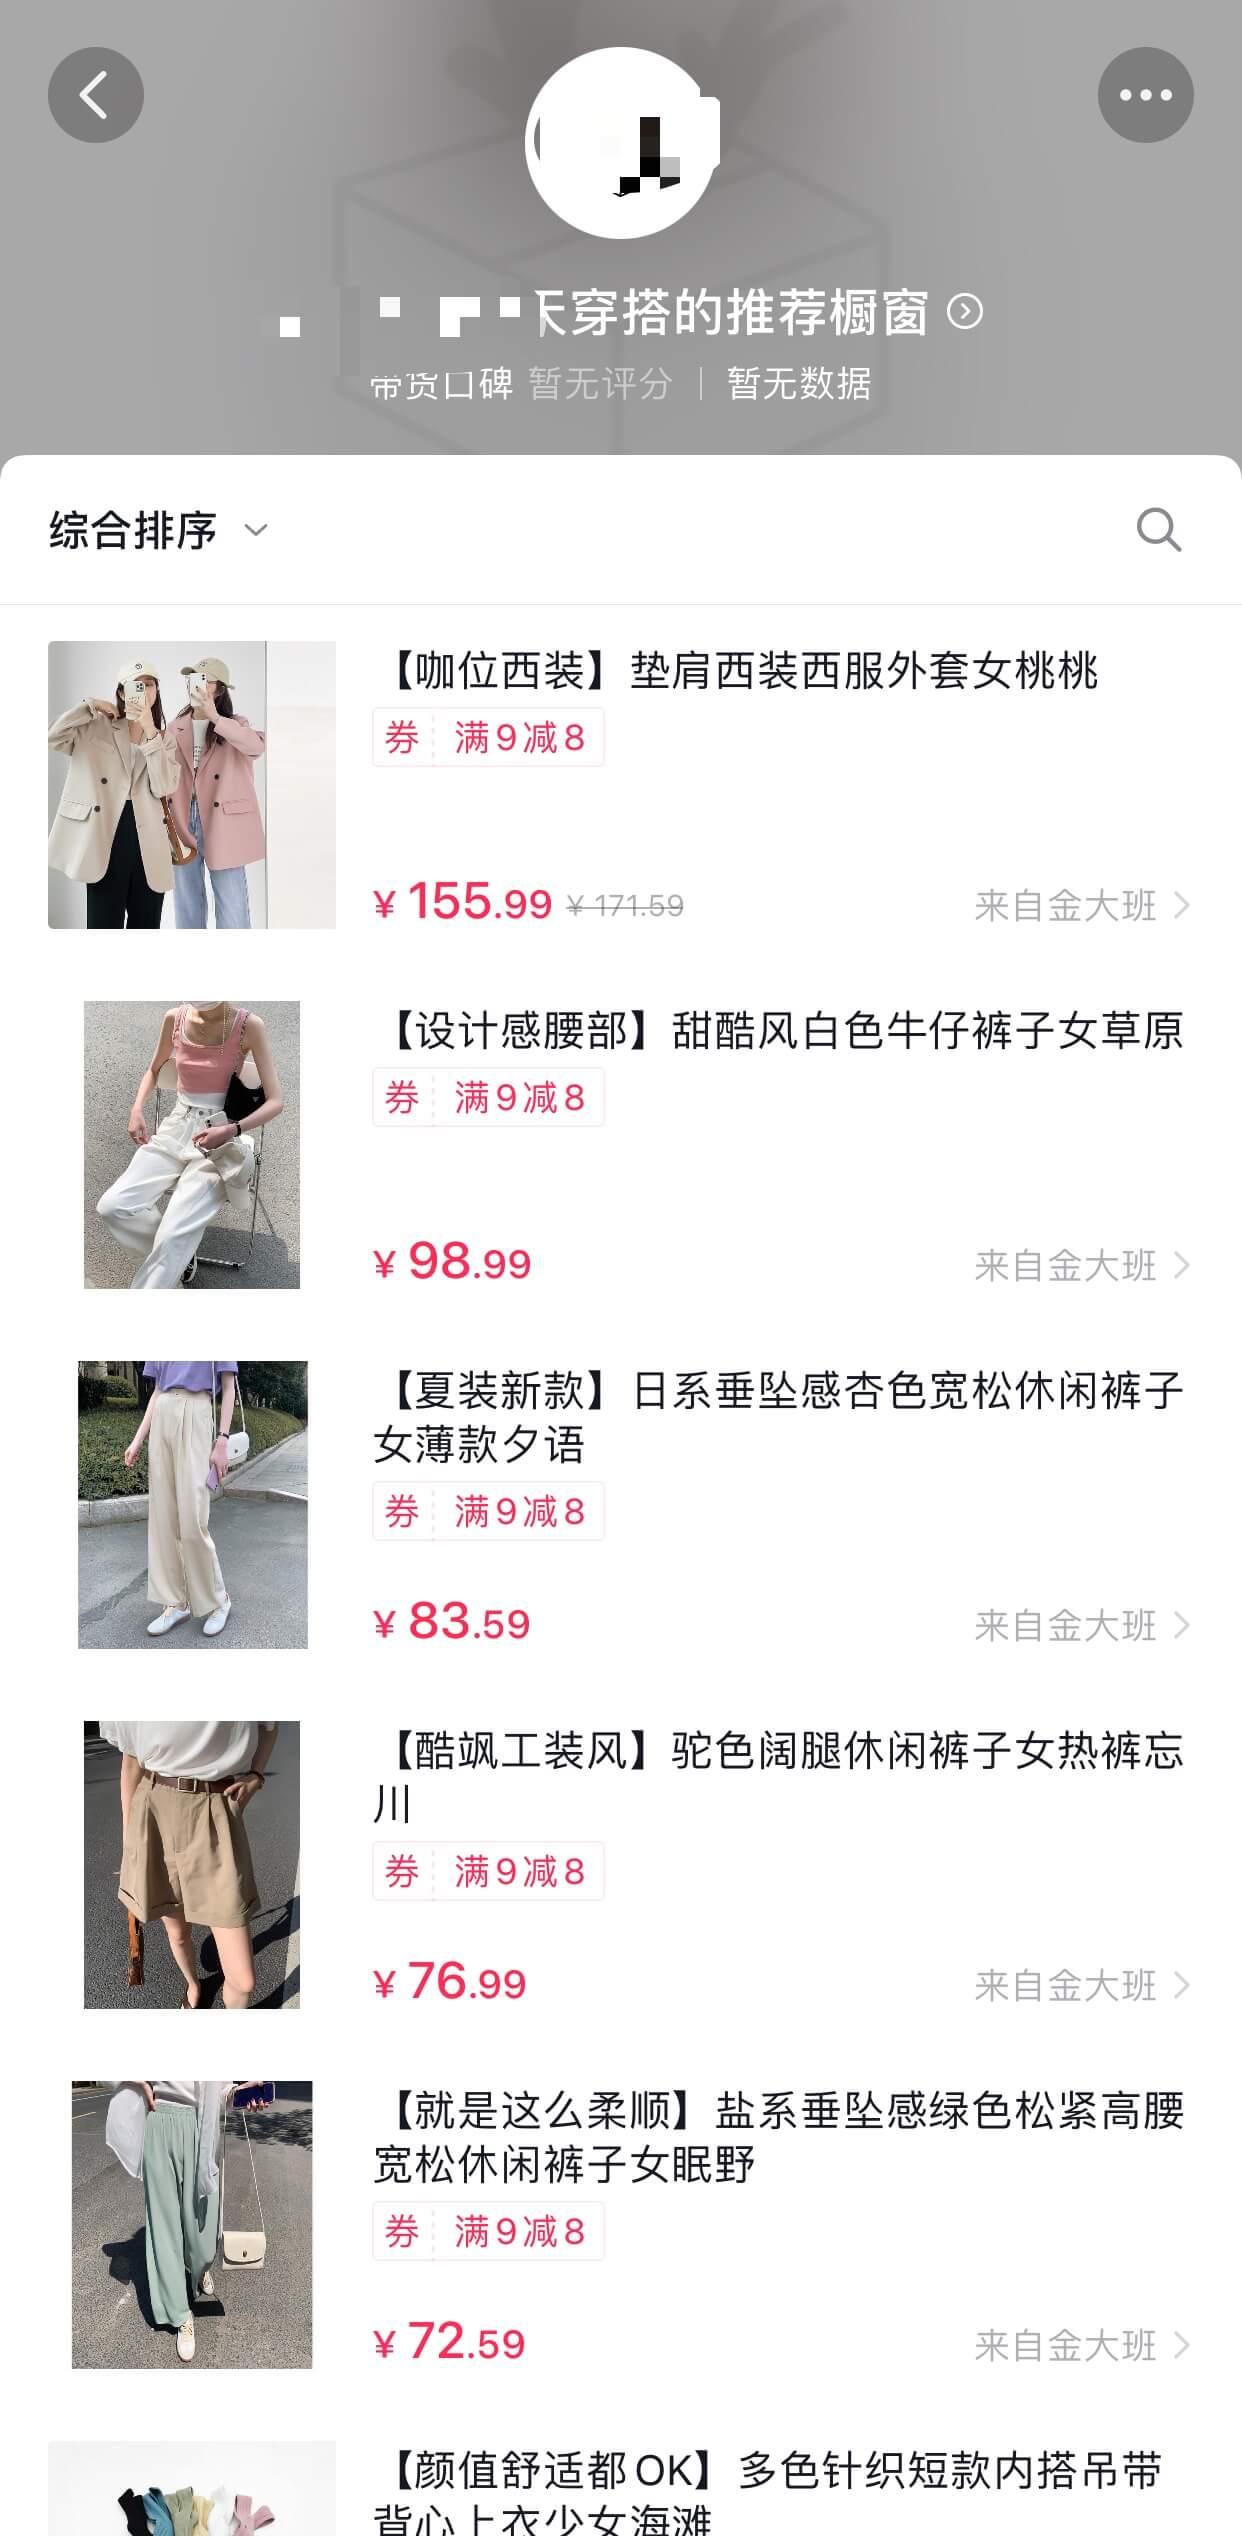 天穿搭的推荐橱窗
带货口碑 暂无评分 | 暂无数据
综合排序
【咖位西装】垫肩西装西服外套女桃桃
券 满9减8
¥ 155.99 ¥ 171.59 来自金大班
【设计感腰部】甜酷风白色牛仔裤子女草原
券 满9减8
¥ 98.99 来自金大班
【夏装新款】日系垂坠感杏色宽松休闲裤子
女薄款夕语
券 满9减8
¥ 83.59 来自金大班
【酷飒工装风】驼色阔腿休闲裤子女热裤忘
川
券 满9减8
¥ 76.99 来自金大班
【就是这么柔顺】盐系垂坠感绿色松紧高腰
宽松休闲裤子女眠野
券 满9减8
¥ 72.59 来自金大班
【颜值舒适都OK】多色针织短款内搭吊带
背心上衣少女海滩